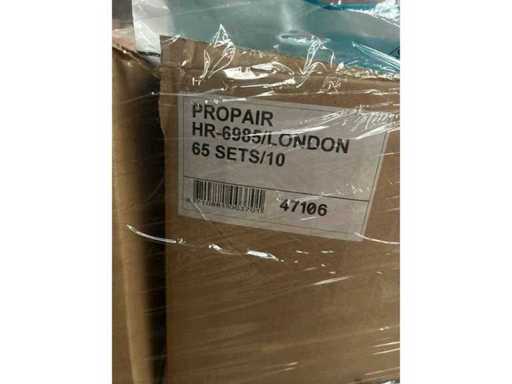 PROPAIR
HR-6985/LONDON
65 SETS/10
47106